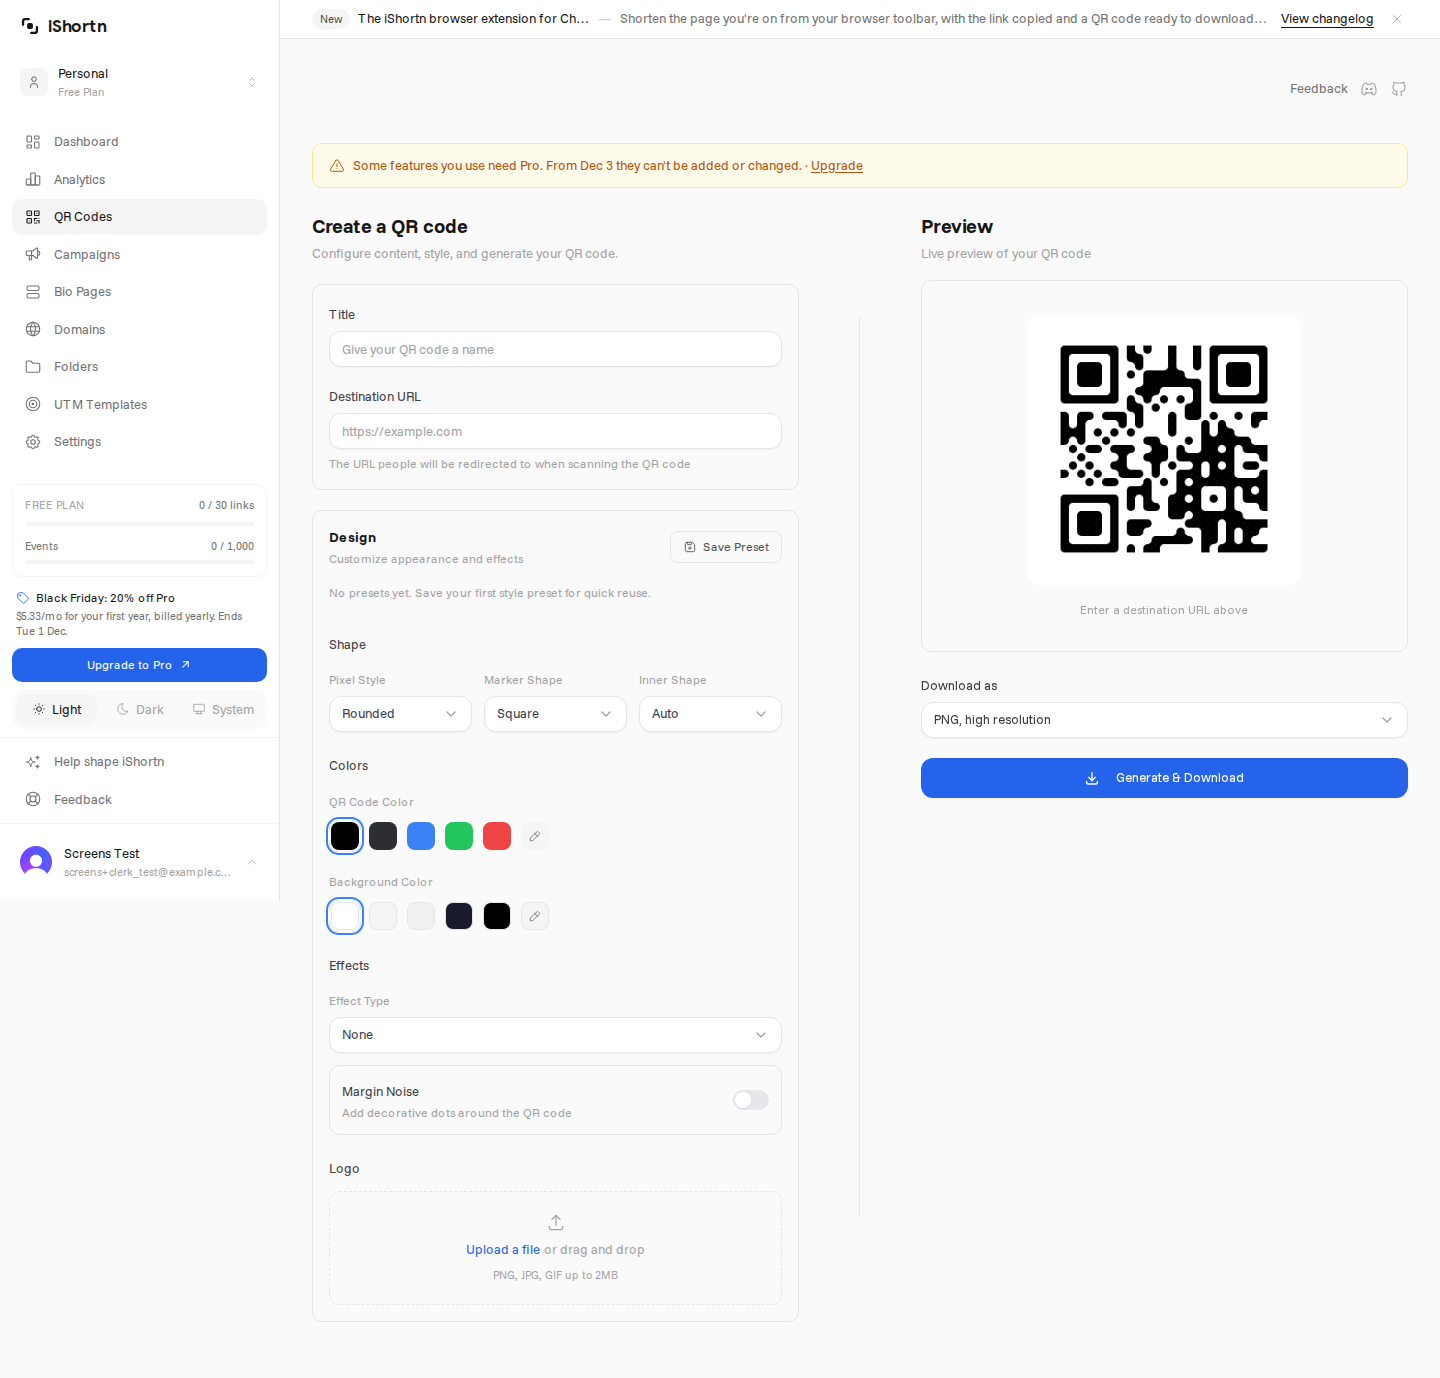 iShortn
Personal
Free Plan
Dashboard
Analytics
QR Codes
Campaigns
Bio Pages
Domains
Folders
UTM Templates
Settings
FREE PLAN 0 / 30 links
Events 0 / 1,000
Black Friday: 20% off Pro
$5.33/mo for your first year, billed yearly. Ends
Tue 1 Dec.
Upgrade to Pro
Light Dark System
Help shape iShortn
Feedback
Screens Test
screens+clerk_test@example.c...
New The iShortn browser extension for Ch... — Shorten the page you're on from your browser toolbar, with the link copied and a QR code ready to download... View changelog
Feedback
Some features you use need Pro. From Dec 3 they can't be added or changed. · Upgrade
Create a QR code
Configure content, style, and generate your QR code.
Title
Give your QR code a name
Destination URL
https://example.com
The URL people will be redirected to when scanning the QR code
Design
Customize appearance and effects
Save Preset
No presets yet. Save your first style preset for quick reuse.
Shape
Pixel Style Marker Shape Inner Shape
Rounded Square Auto
Colors
QR Code Color
Background Color
Effects
Effect Type
None
Margin Noise
Add decorative dots around the QR code
Logo
Upload a file or drag and drop
PNG, JPG, GIF up to 2MB
Preview
Live preview of your QR code
Enter a destination URL above
Download as
PNG, high resolution
Generate & Download